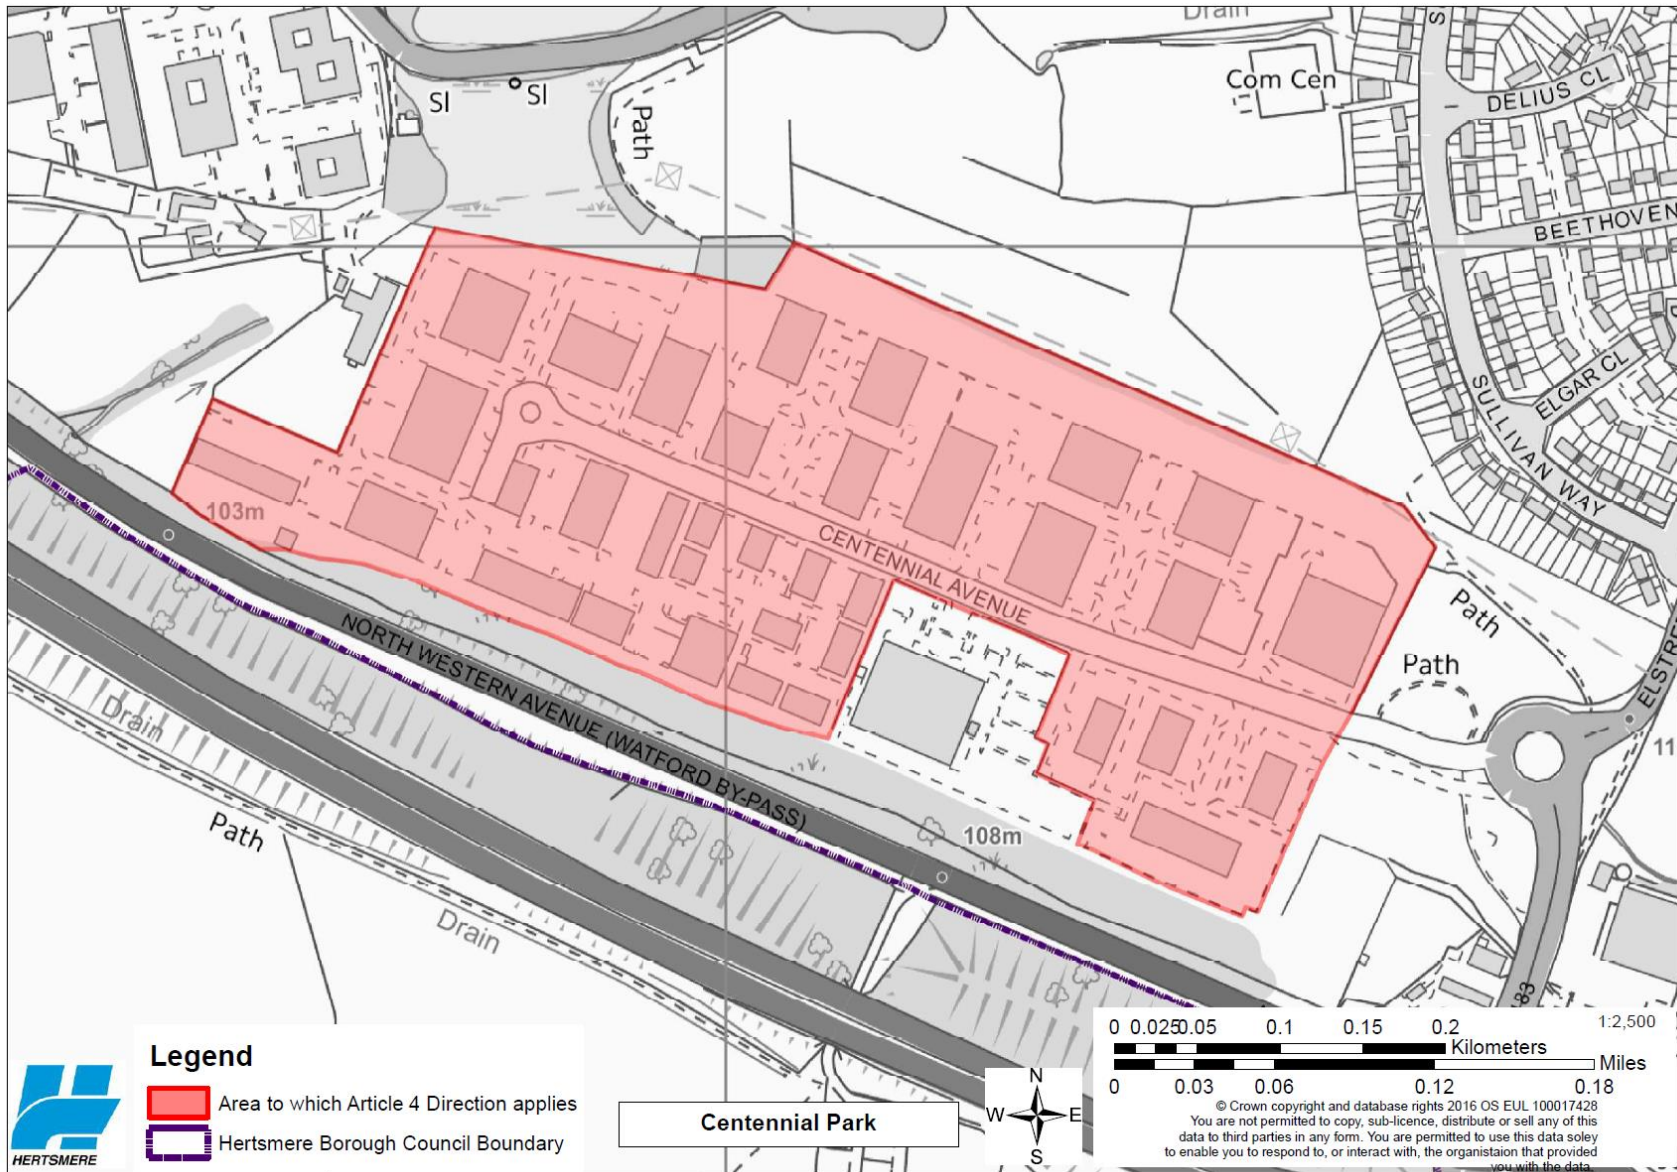 Drain
SI
SI
Path
Com Cen
DELIUS CL
BEETHOVEN
ELGAR CL
SULLIVAN WAY
103m
CENTENNIAL AVENUE
NORTH WESTERN AVENUE (WATFORD BY-PASS)
Path
Path
108m
Drain
Path
Drain
Legend
Area to which Article 4 Direction applies
Hertsmere Borough Council Boundary
HERTSMERE
Centennial Park
N
W E
S
0 0.025 0.05 0.1 0.15 0.2 1:2,500
Kilometers
Miles
0 0.03 0.06 0.12 0.18
© Crown copyright and database rights 2016 OS EUL 100017428
You are not permitted to copy, sub-licence, distribute or sell any of this
data to third parties in any form. You are permitted to use this data soley
to enable you to respond to, or interact with, the organistaion that provided
you with the data.